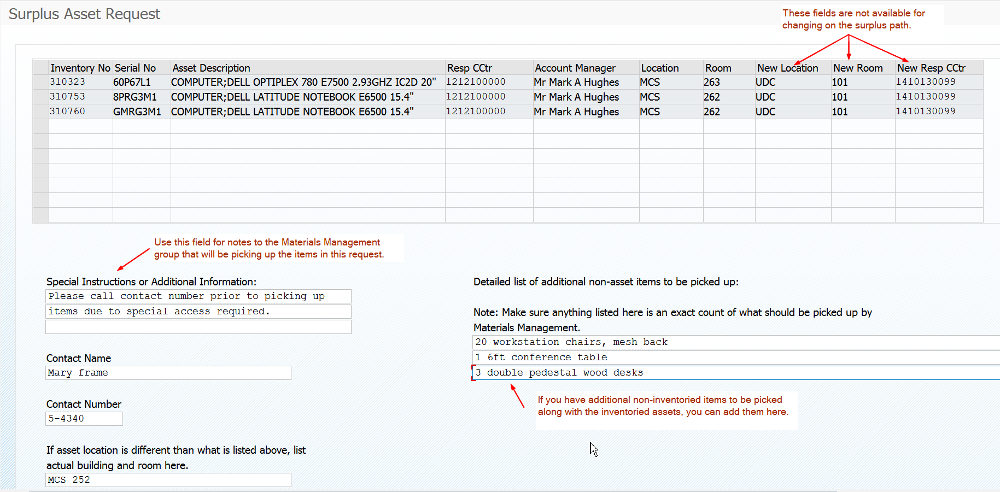 Surplus Asset Request
These fields are not available for
changing on the surplus path.
Inventory No Serial No Asset Description Resp CCtr Account Manager Location Room New Location New Room New Resp CCtr
310323 60P67L1 COMPUTER;DELL OPTIPLEX 780 E7500 2.93GHZ IC2D 20" 1212100000 Mr Mark A Hughes MCS 263 UDC 101 1410130099
310753 8PRG3M1 COMPUTER;DELL LATITUDE NOTEBOOK E6500 15.4" 1212100000 Mr Mark A Hughes MCS 262 UDC 101 1410130099
310760 GMRG3M1 COMPUTER;DELL LATITUDE NOTEBOOK E6500 15.4" 1212100000 Mr Mark A Hughes MCS 262 UDC 101 1410130099
Use this field for notes to the Materials Management
group that will be picking up the items in this request.
Special Instructions or Additional Information:
Please call contact number prior to picking up
items due to special access required.
Contact Name
Mary frame
Contact Number
5-4340
If asset location is different than what is listed above, list
actual building and room here.
MCS 252
Detailed list of additional non-asset items to be picked up:
Note: Make sure anything listed here is an exact count of what should be picked up by
Materials Management.
20 workstation chairs, mesh back
1 6ft conference table
3 double pedestal wood desks
If you have additional non-inventoried items to be picked
along with the inventoried assets, you can add them here.